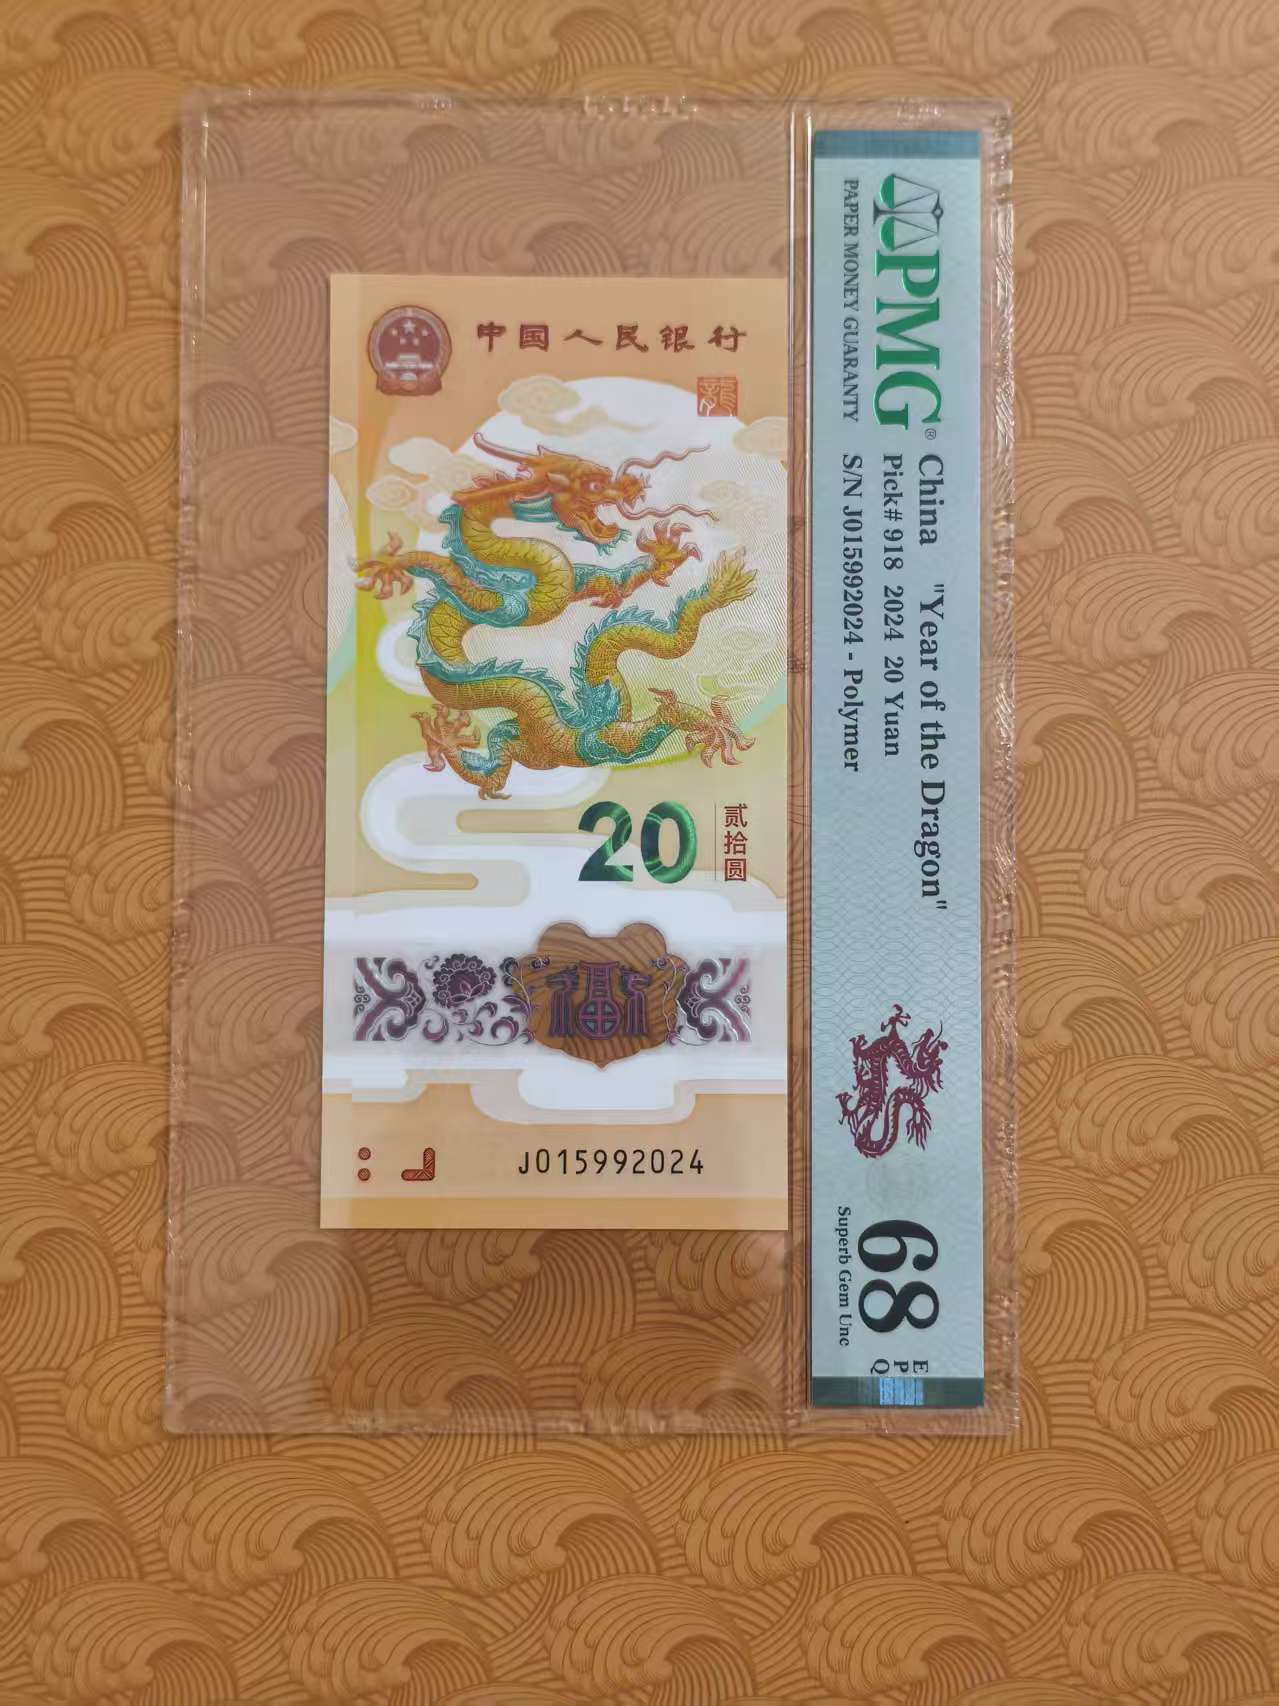 中国人民银行
龍
20
贰拾圆
福
J015992024
PMG®
PAPER MONEY GUARANTY
China "Year of the Dragon"
Pick# 918 2024 20 Yuan
S/N J015992024 - Polymer
68
EPQ
Superb Gem Unc